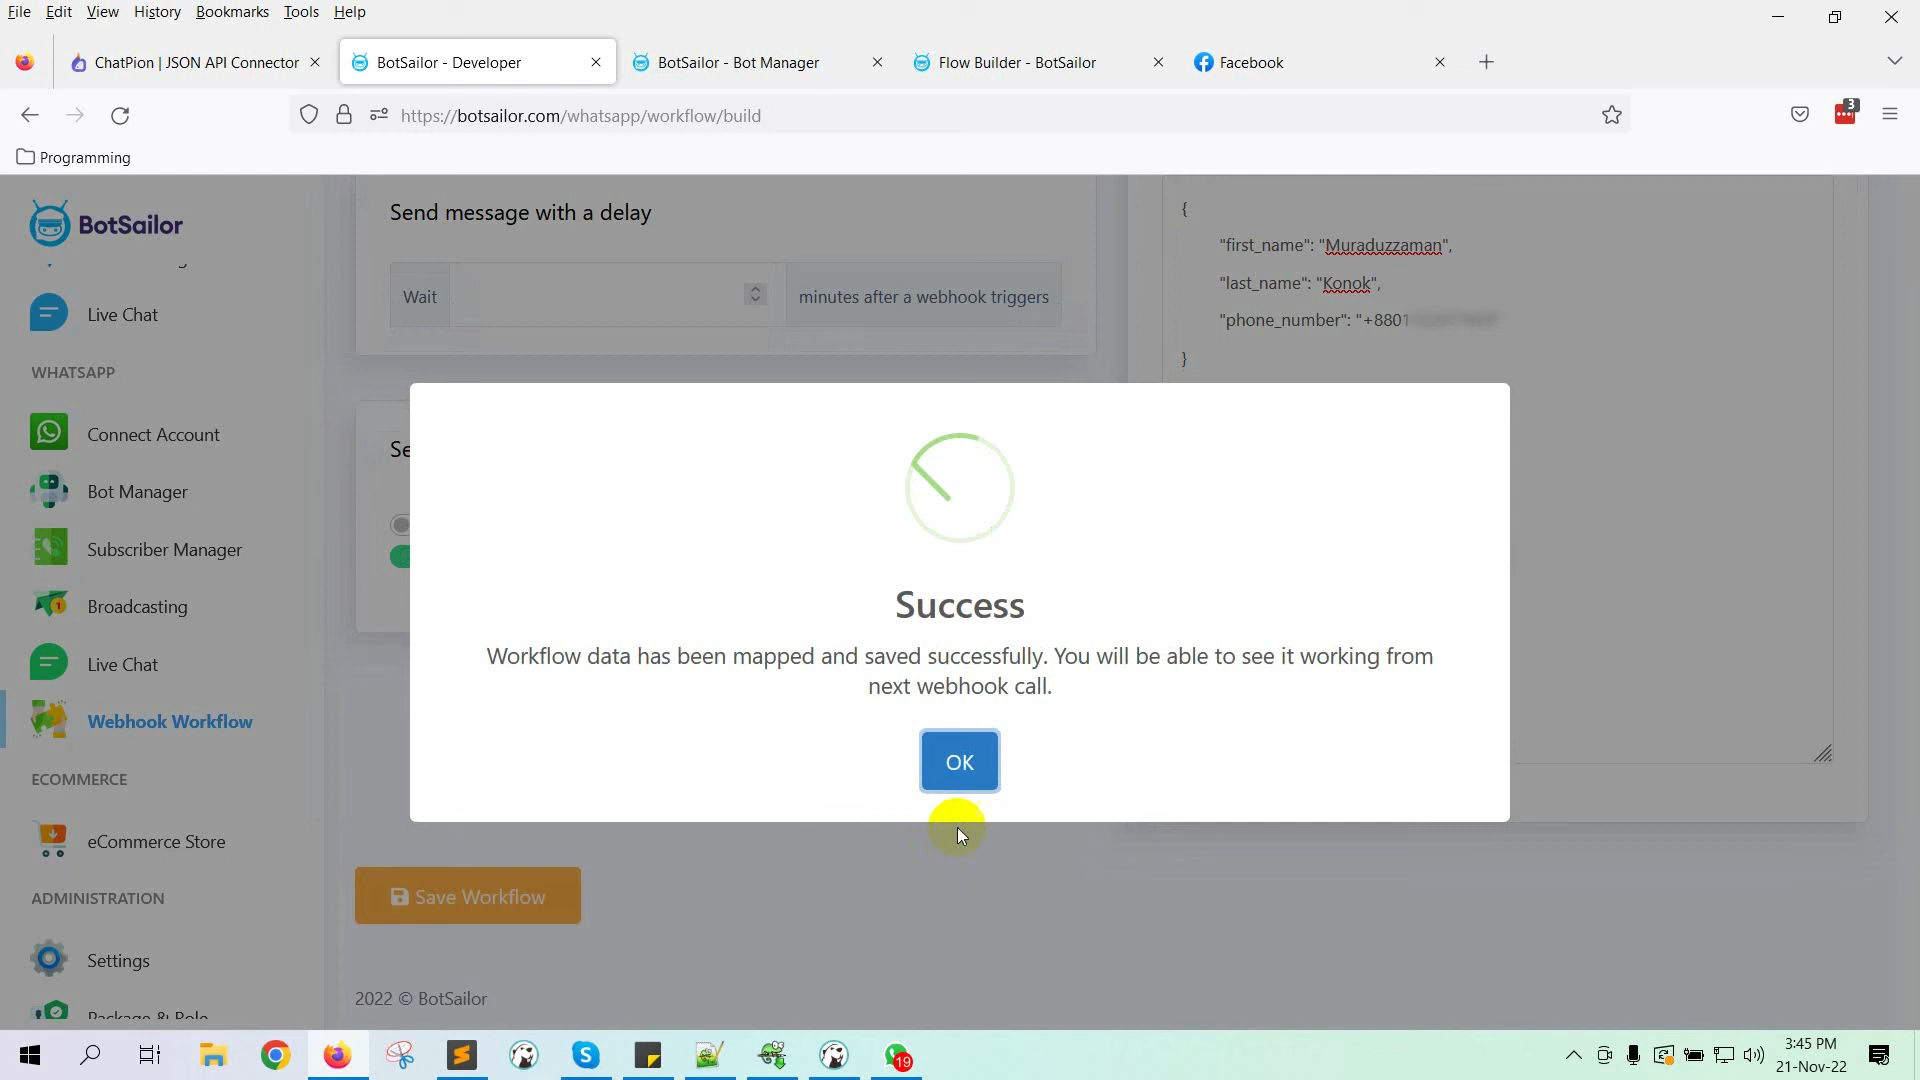 File Edit View History Bookmarks Tools Help
ChatPion | JSON API Connector
BotSailor - Developer
BotSailor - Bot Manager
Flow Builder - BotSailor
Facebook
https://botsailor.com/whatsapp/workflow/build
3
Programming
BotSailor
Live Chat
WHATSAPP
Connect Account
Bot Manager
Subscriber Manager
1
Broadcasting
Live Chat
Webhook Workflow
ECOMMERCE
eCommerce Store
ADMINISTRATION
Settings
Package & Role
Send message with a delay
Wait
minutes after a webhook triggers
Se
{
"first_name": "Muraduzzaman",
"last_name": "Konok",
"phone_number": "+8801
}
Success
Workflow data has been mapped and saved successfully. You will be able to see it working from
next webhook call.
OK
Save Workflow
2022 © BotSailor
19
3:45 PM
21-Nov-22